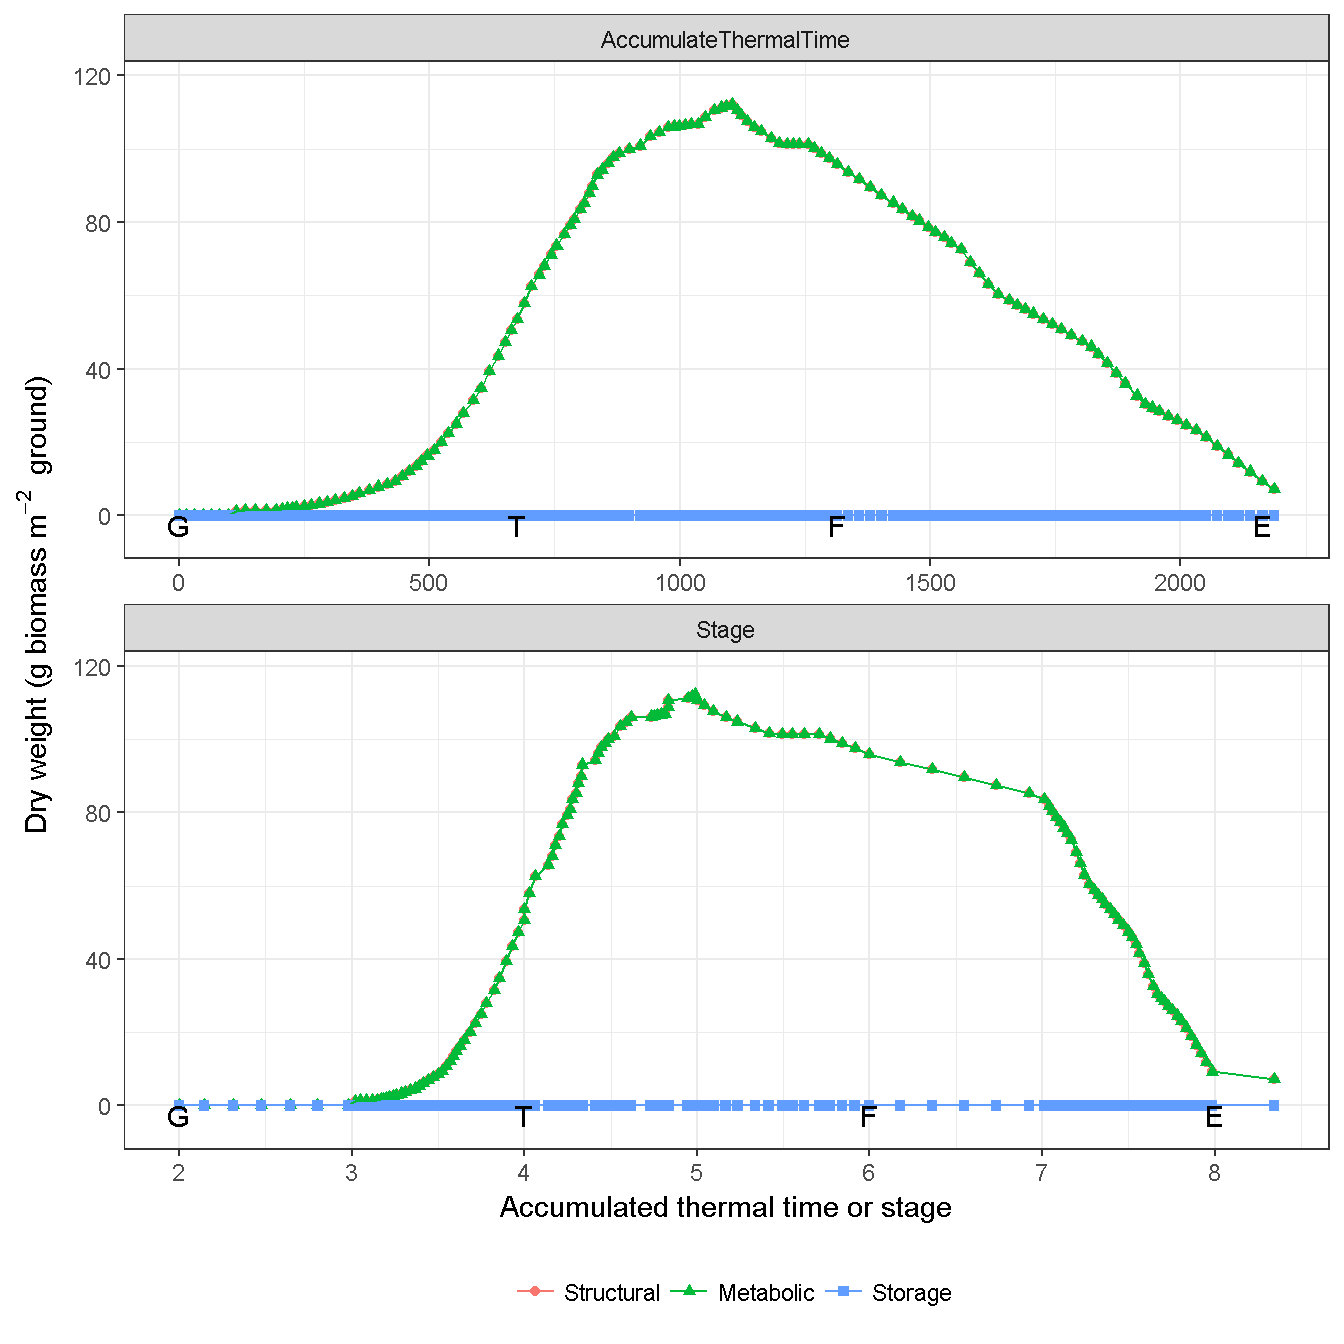 AccumulateThermalTime
120
80
40
0
G T F E
0 500 1000 1500 2000
Dry weight (g biomass m⁻² ground)
Stage
120
80
40
0
G T F E
2 3 4 5 6 7 8
Accumulated thermal time or stage
Structural Metabolic Storage